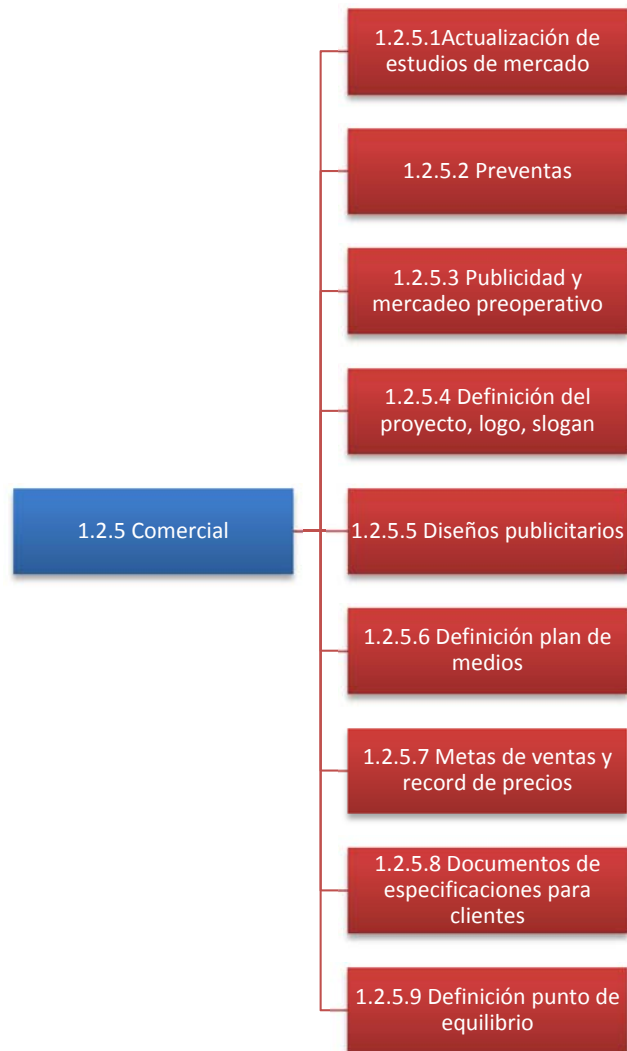 1.2.5.1Actualización de
estudios de mercado
1.2.5.2 Preventas
1.2.5.3 Publicidad y
mercadeo preoperativo
1.2.5.4 Definición del
proyecto, logo, slogan
1.2.5 Comercial
1.2.5.5 Diseños publicitarios
1.2.5.6 Definición plan de
medios
1.2.5.7 Metas de ventas y
record de precios
1.2.5.8 Documentos de
especificaciones para
clientes
1.2.5.9 Definición punto de
equilibrio